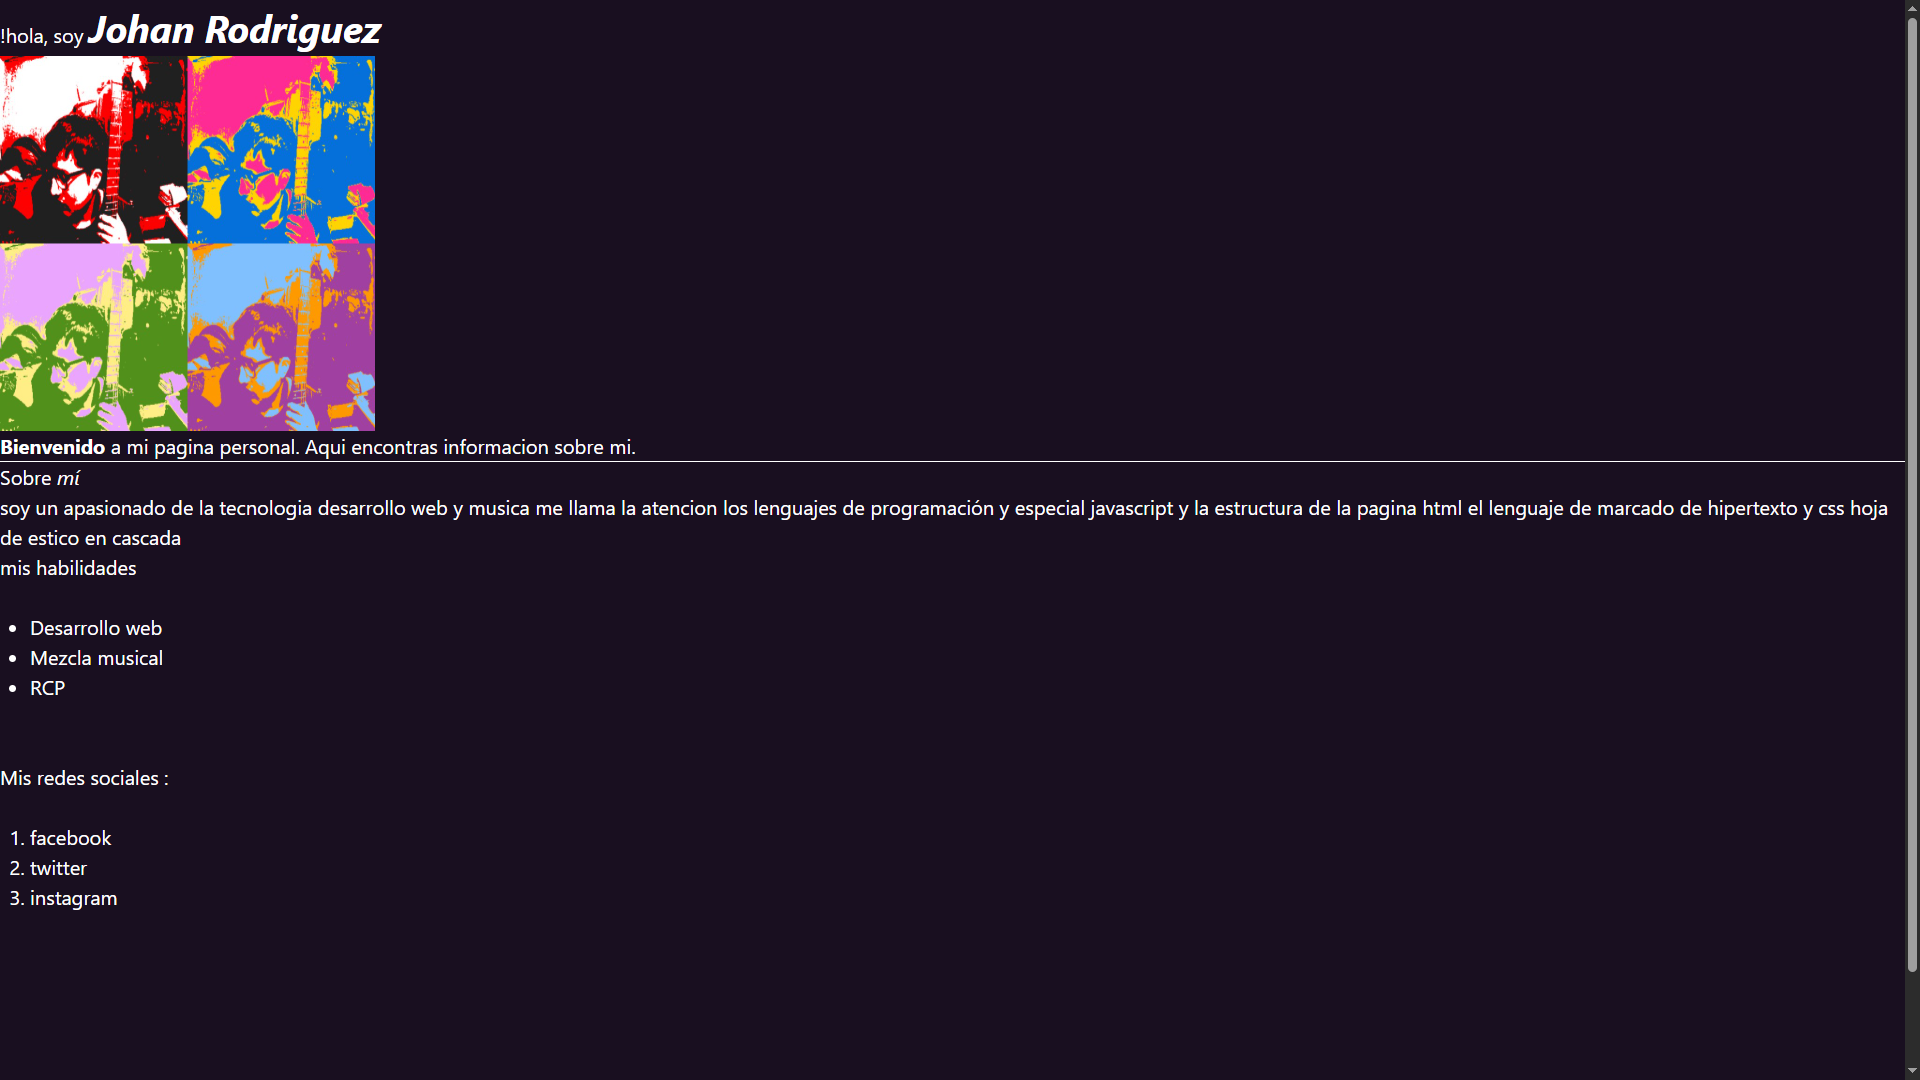 !hola, soy Johan Rodriguez
Bienvenido a mi pagina personal. Aqui encontras informacion sobre mi.
Sobre mí
soy un apasionado de la tecnologia desarrollo web y musica me llama la atencion los lenguajes de programación y especial javascript y la estructura de la pagina html el lenguaje de marcado de hipertexto y css hoja
de estico en cascada
mis habilidades
• Desarrollo web
• Mezcla musical
• RCP
Mis redes sociales :
1. facebook
2. twitter
3. instagram